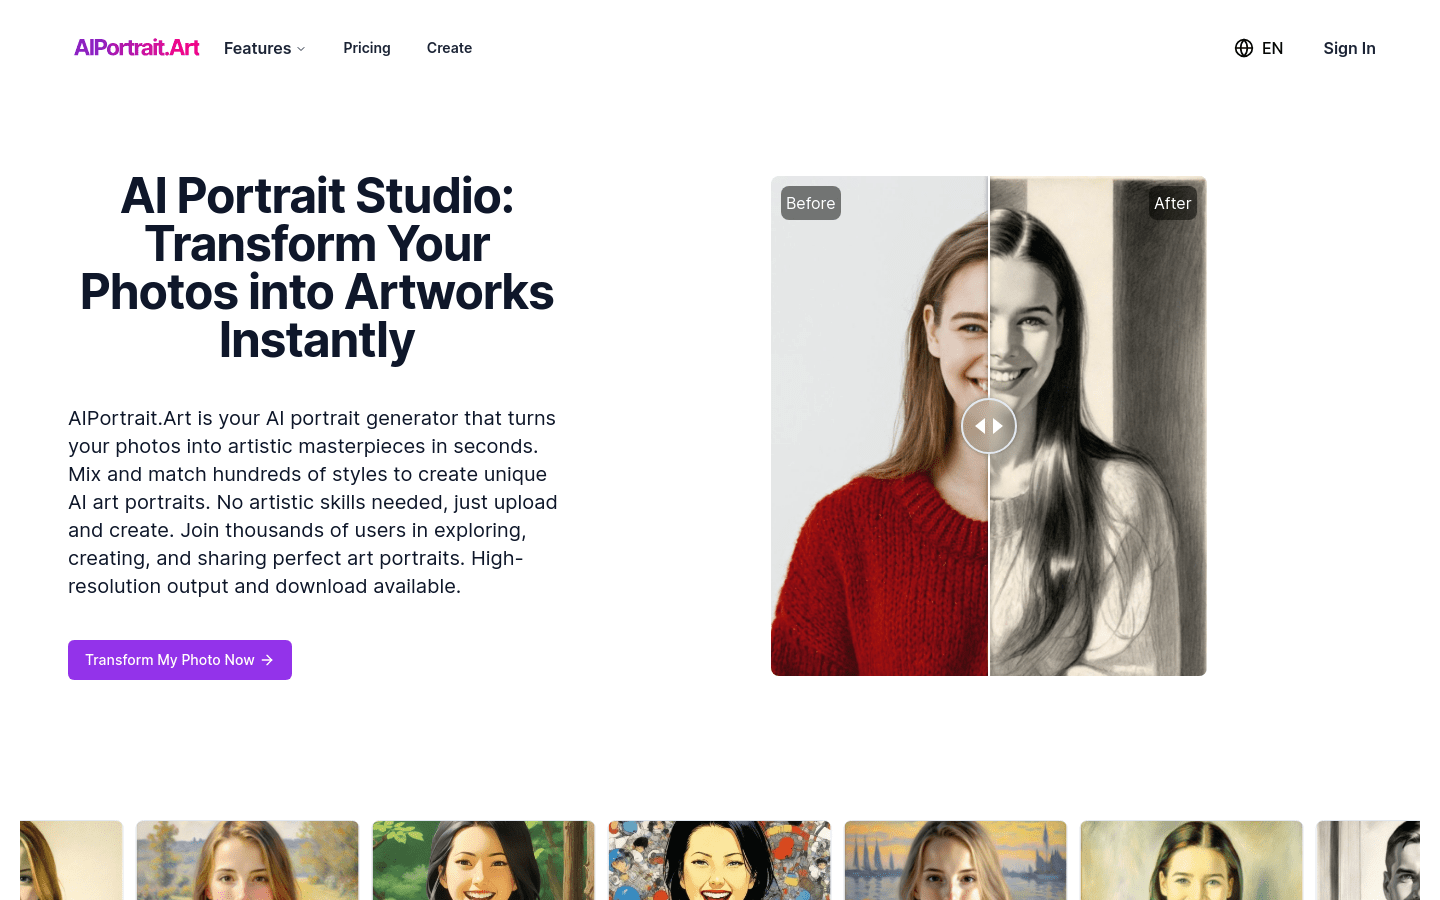 AIPortrait.Art
Features
Pricing
Create
EN
Sign In
AI Portrait Studio:
Transform Your
Photos into Artworks
Instantly
AIPortrait.Art is your AI portrait generator that turns
your photos into artistic masterpieces in seconds.
Mix and match hundreds of styles to create unique
AI art portraits. No artistic skills needed, just upload
and create. Join thousands of users in exploring,
creating, and sharing perfect art portraits. High-
resolution output and download available.
Transform My Photo Now
Before
After